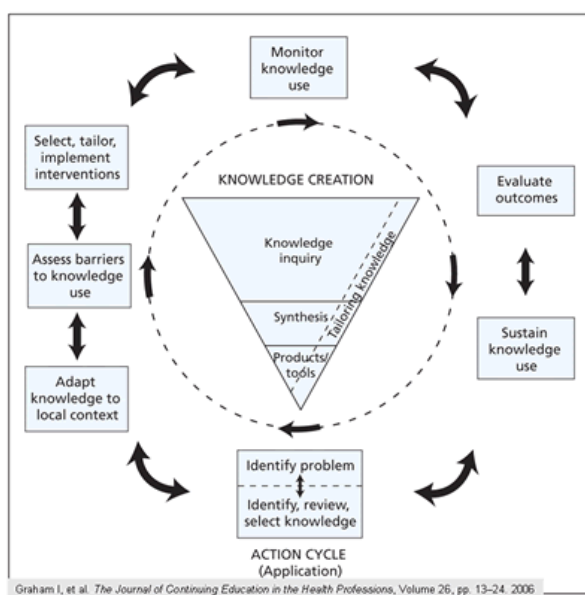 Monitor
knowledge
use
Select, tailor,
implement
interventions
Evaluate
outcomes
KNOWLEDGE CREATION
Knowledge
inquiry
Tailoring knowledge
Assess barriers
to knowledge
use
Synthesis
Sustain
knowledge
use
Products/
tools
Adapt
knowledge to
local context
Identify problem
Identify, review,
select knowledge
ACTION CYCLE
(Application)
Graham I, et al. The Journal of Continuing Education in the Health Professions, Volume 26, pp. 13–24. 2006